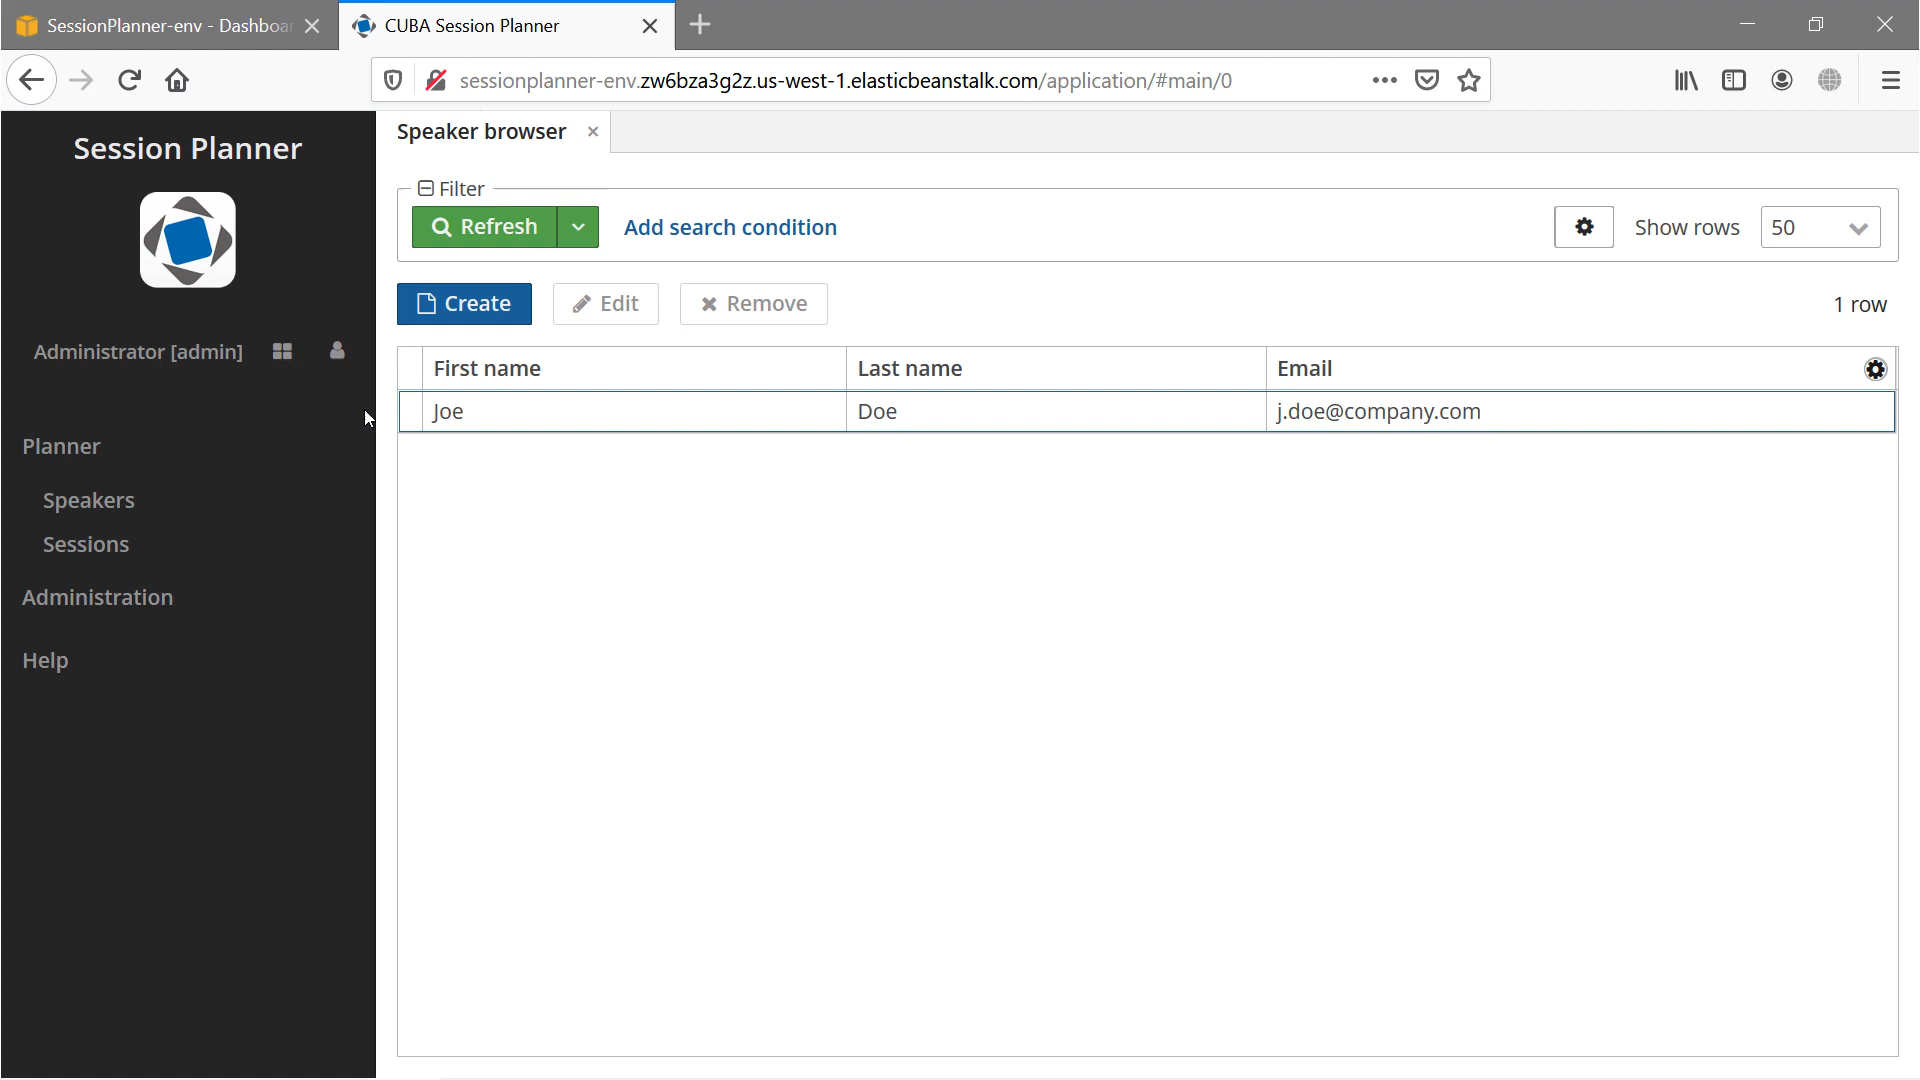 SessionPlanner-env - Dashboar
CUBA Session Planner
sessionplanner-env.zw6bza3g2z.us-west-1.elasticbeanstalk.com/application/#main/0
Session Planner
Speaker browser
Filter
Refresh
Add search condition
Show rows
50
Create
Edit
Remove
1 row
Administrator [admin]
First name
Last name
Email
Joe
Doe
j.doe@company.com
Planner
Speakers
Sessions
Administration
Help